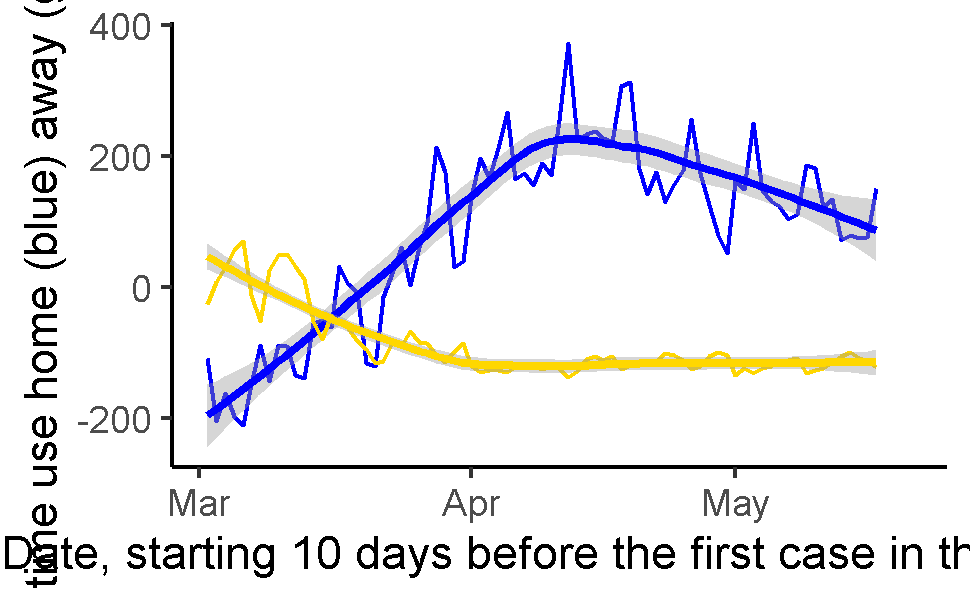 400
200
0
-200
time use home (blue) away (
Mar Apr May
Date, starting 10 days before the first case in th